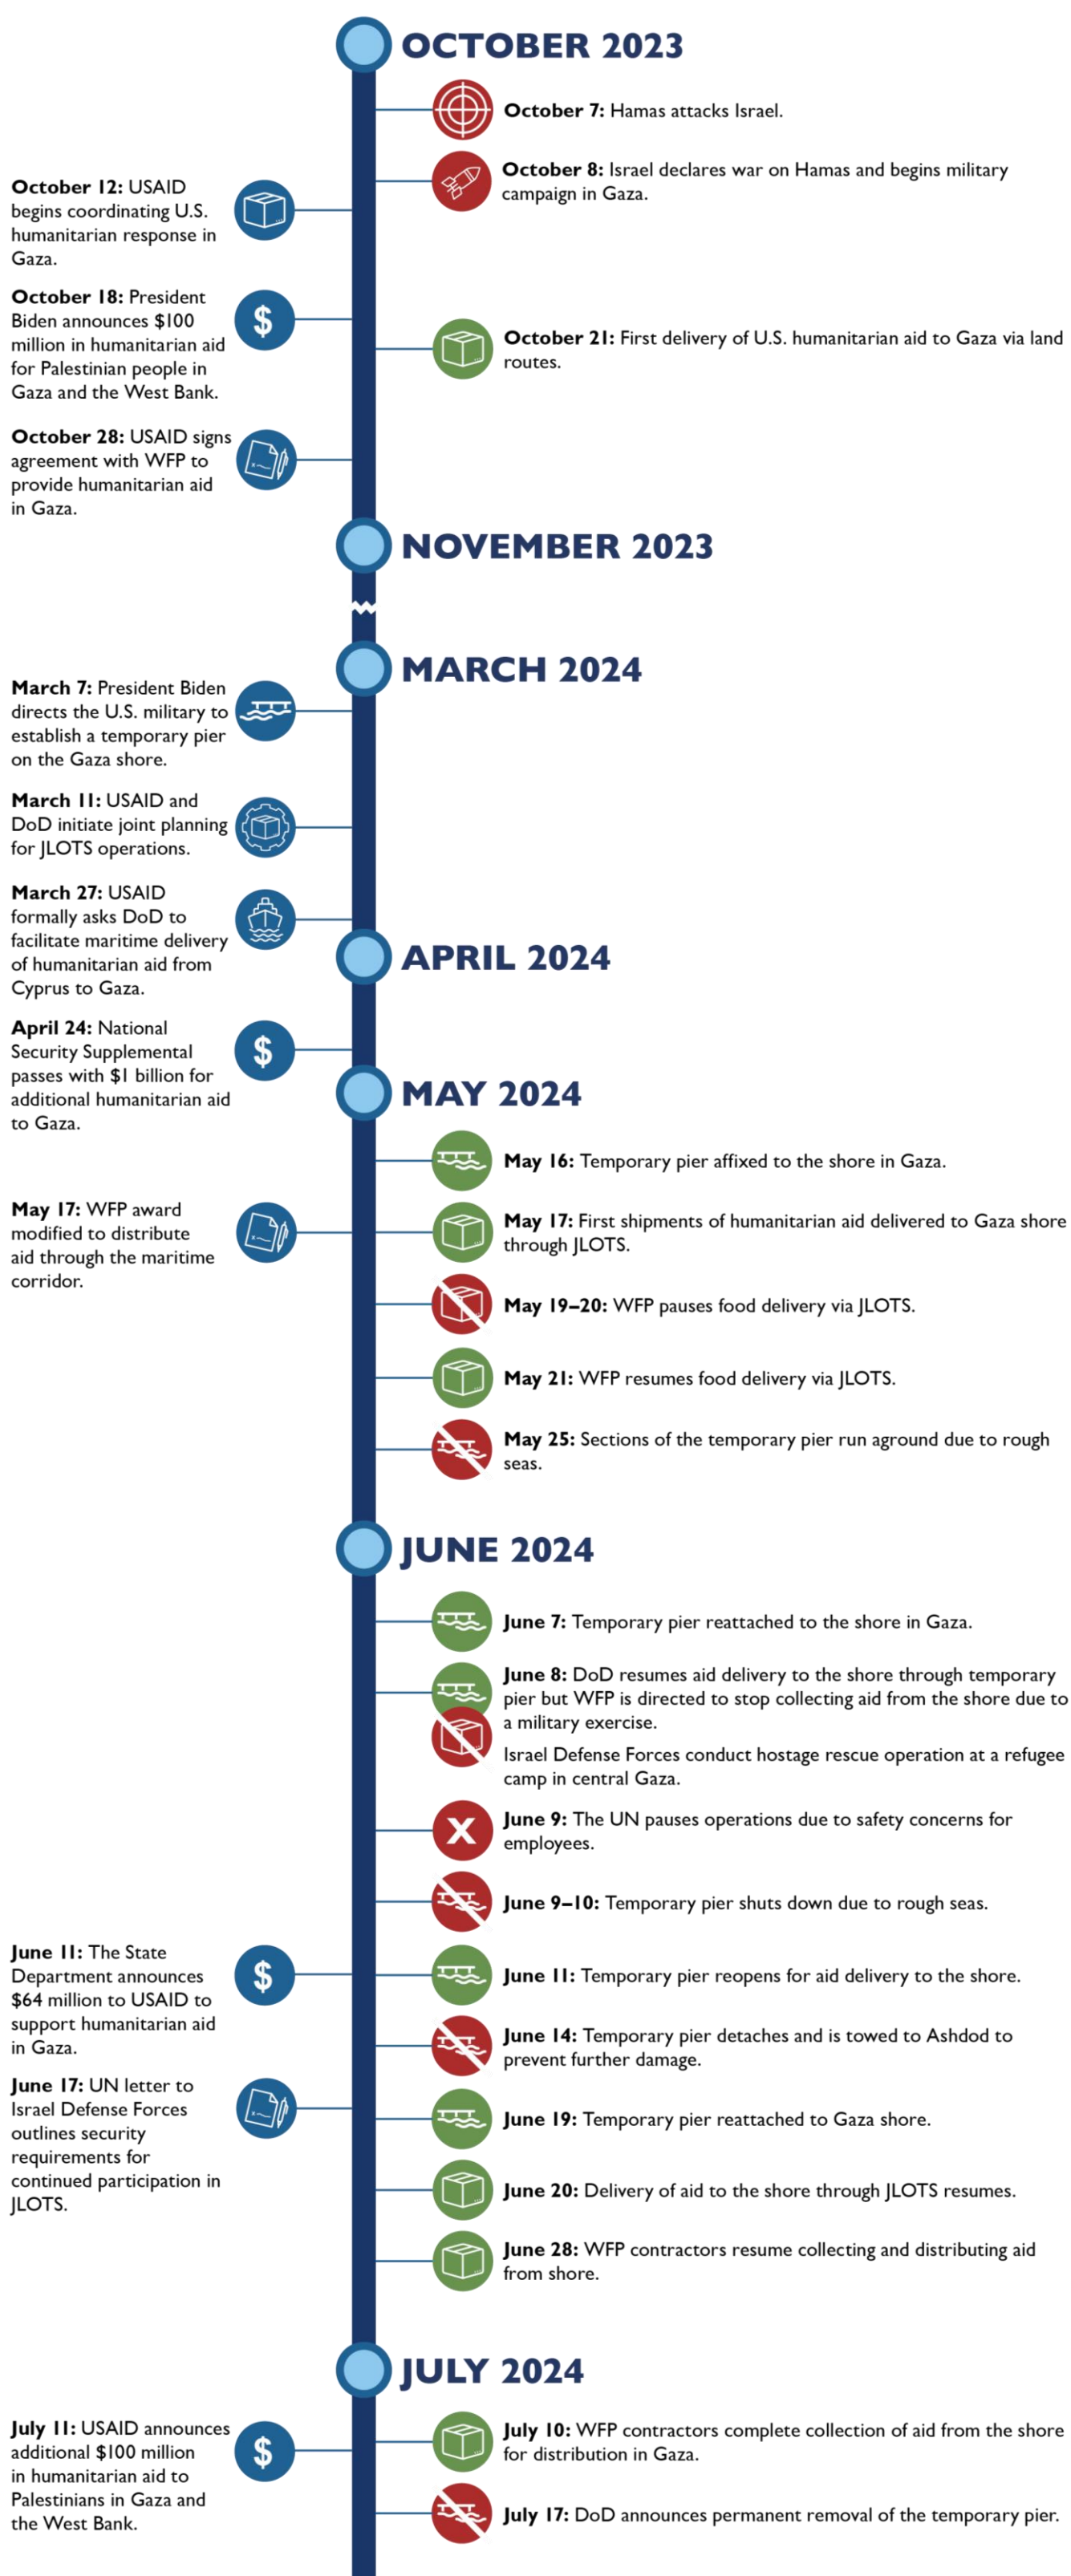 OCTOBER 2023
October 7: Hamas attacks Israel.
October 8: Israel declares war on Hamas and begins military
campaign in Gaza.
October 12: USAID
begins coordinating U.S.
humanitarian response in
Gaza.
October 18: President
Biden announces $100
million in humanitarian aid
for Palestinian people in
Gaza and the West Bank.
$
October 21: First delivery of U.S. humanitarian aid to Gaza via land
routes.
October 28: USAID signs
agreement with WFP to
provide humanitarian aid
in Gaza.
NOVEMBER 2023
MARCH 2024
March 7: President Biden
directs the U.S. military to
establish a temporary pier
on the Gaza shore.
March 11: USAID and
DoD initiate joint planning
for JLOTS operations.
March 27: USAID
formally asks DoD to
facilitate maritime delivery
of humanitarian aid from
Cyprus to Gaza.
APRIL 2024
April 24: National
Security Supplemental
passes with $1 billion for
additional humanitarian aid
to Gaza.
$
MAY 2024
May 16: Temporary pier affixed to the shore in Gaza.
May 17: WFP award
modified to distribute
aid through the maritime
corridor.
May 17: First shipments of humanitarian aid delivered to Gaza shore
through JLOTS.
May 19–20: WFP pauses food delivery via JLOTS.
May 21: WFP resumes food delivery via JLOTS.
May 25: Sections of the temporary pier run aground due to rough
seas.
JUNE 2024
June 7: Temporary pier reattached to the shore in Gaza.
June 8: DoD resumes aid delivery to the shore through temporary
pier but WFP is directed to stop collecting aid from the shore due to
a military exercise.
Israel Defense Forces conduct hostage rescue operation at a refugee
camp in central Gaza.
X
June 9: The UN pauses operations due to safety concerns for
employees.
June 9–10: Temporary pier shuts down due to rough seas.
June 11: The State
Department announces
$64 million to USAID to
support humanitarian aid
in Gaza.
$
June 11: Temporary pier reopens for aid delivery to the shore.
June 14: Temporary pier detaches and is towed to Ashdod to
prevent further damage.
June 17: UN letter to
Israel Defense Forces
outlines security
requirements for
continued participation in
JLOTS.
June 19: Temporary pier reattached to Gaza shore.
June 20: Delivery of aid to the shore through JLOTS resumes.
June 28: WFP contractors resume collecting and distributing aid
from shore.
JULY 2024
July 11: USAID announces
additional $100 million
in humanitarian aid to
Palestinians in Gaza and
the West Bank.
$
July 10: WFP contractors complete collection of aid from the shore
for distribution in Gaza.
July 17: DoD announces permanent removal of the temporary pier.